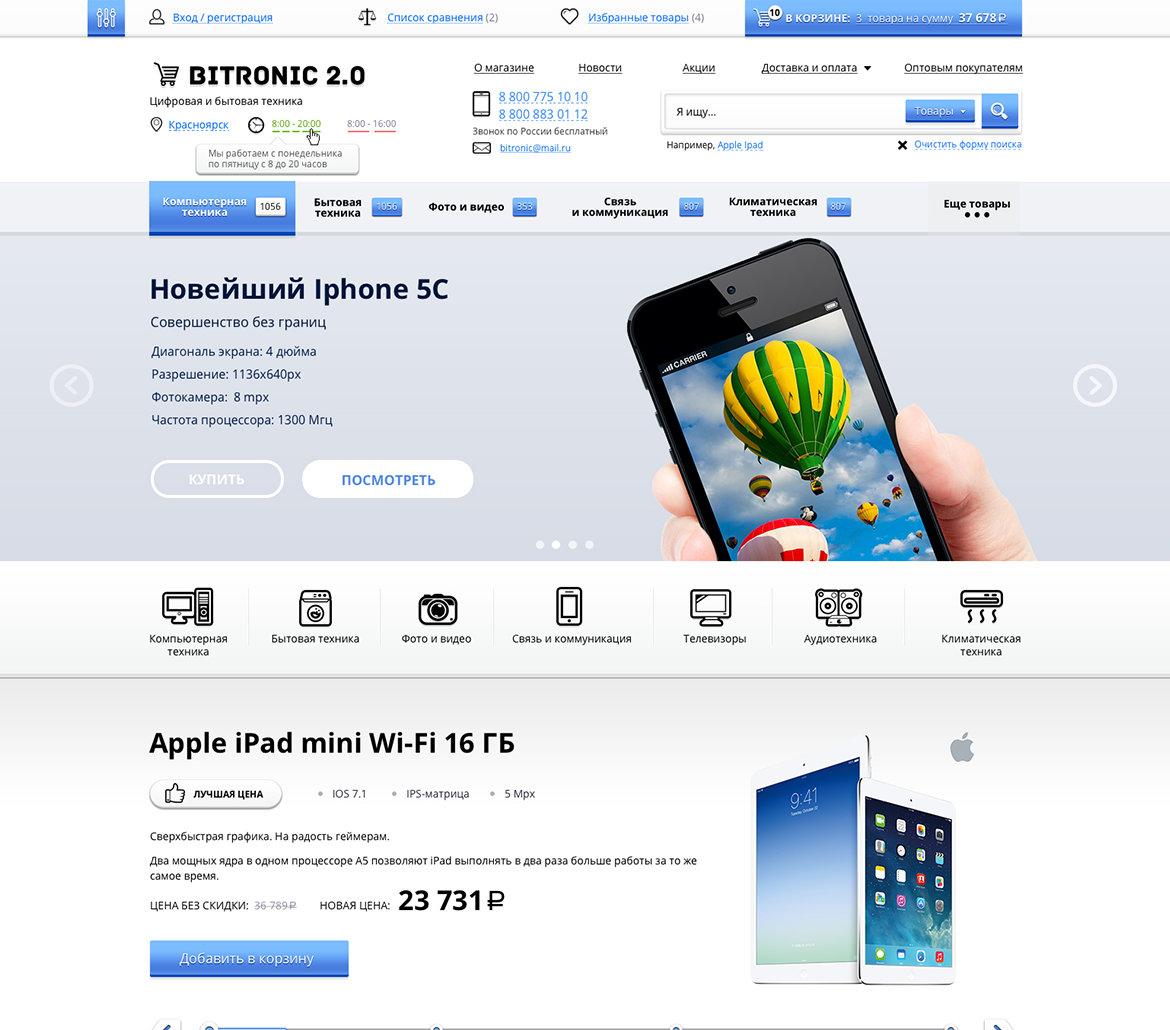 Вход / регистрация
Список сравнения (2)
Избранные товары (4)
10
В КОРЗИНЕ: 3 товара на сумму 37 678 ₽
BITRONIC 2.0
Цифровая и бытовая техника
Красноярск
8:00 - 20:00
8:00 - 16:00
Мы работаем с понедельника
по пятницу с 8 до 20 часов
О магазине
Новости
Акции
Доставка и оплата
Оптовым покупателям
8 800 775 10 10
8 800 883 01 12
Звонок по России бесплатный
bitronic@mail.ru
Я ищу...
Товары
Например, Apple Ipad
Очистить форму поиска
Компьютерная
техника
1056
Бытовая
техника
1056
Фото и видео
353
Связь
и коммуникация
807
Климатическая
техника
807
Еще товары
Новейший Iphone 5C
Совершенство без границ
Диагональ экрана: 4 дюйма
Разрешение: 1136x640px
Фотокамера: 8 mpx
Частота процессора: 1300 Мгц
КУПИТЬ
ПОСМОТРЕТЬ
CARRIER
Компьютерная
техника
Бытовая техника
Фото и видео
Связь и коммуникация
Телевизоры
Аудиотехника
Климатическая
техника
Apple iPad mini Wi-Fi 16 ГБ
ЛУЧШАЯ ЦЕНА
IOS 7.1
IPS-матрица
5 Mpx
Сверхбыстрая графика. На радость геймерам.
Два мощных ядра в одном процессоре A5 позволяют iPad выполнять в два раза больше работы за то же
самое время.
ЦЕНА БЕЗ СКИДКИ: 36 789 ₽
НОВАЯ ЦЕНА: 23 731 ₽
Добавить в корзину
9:41